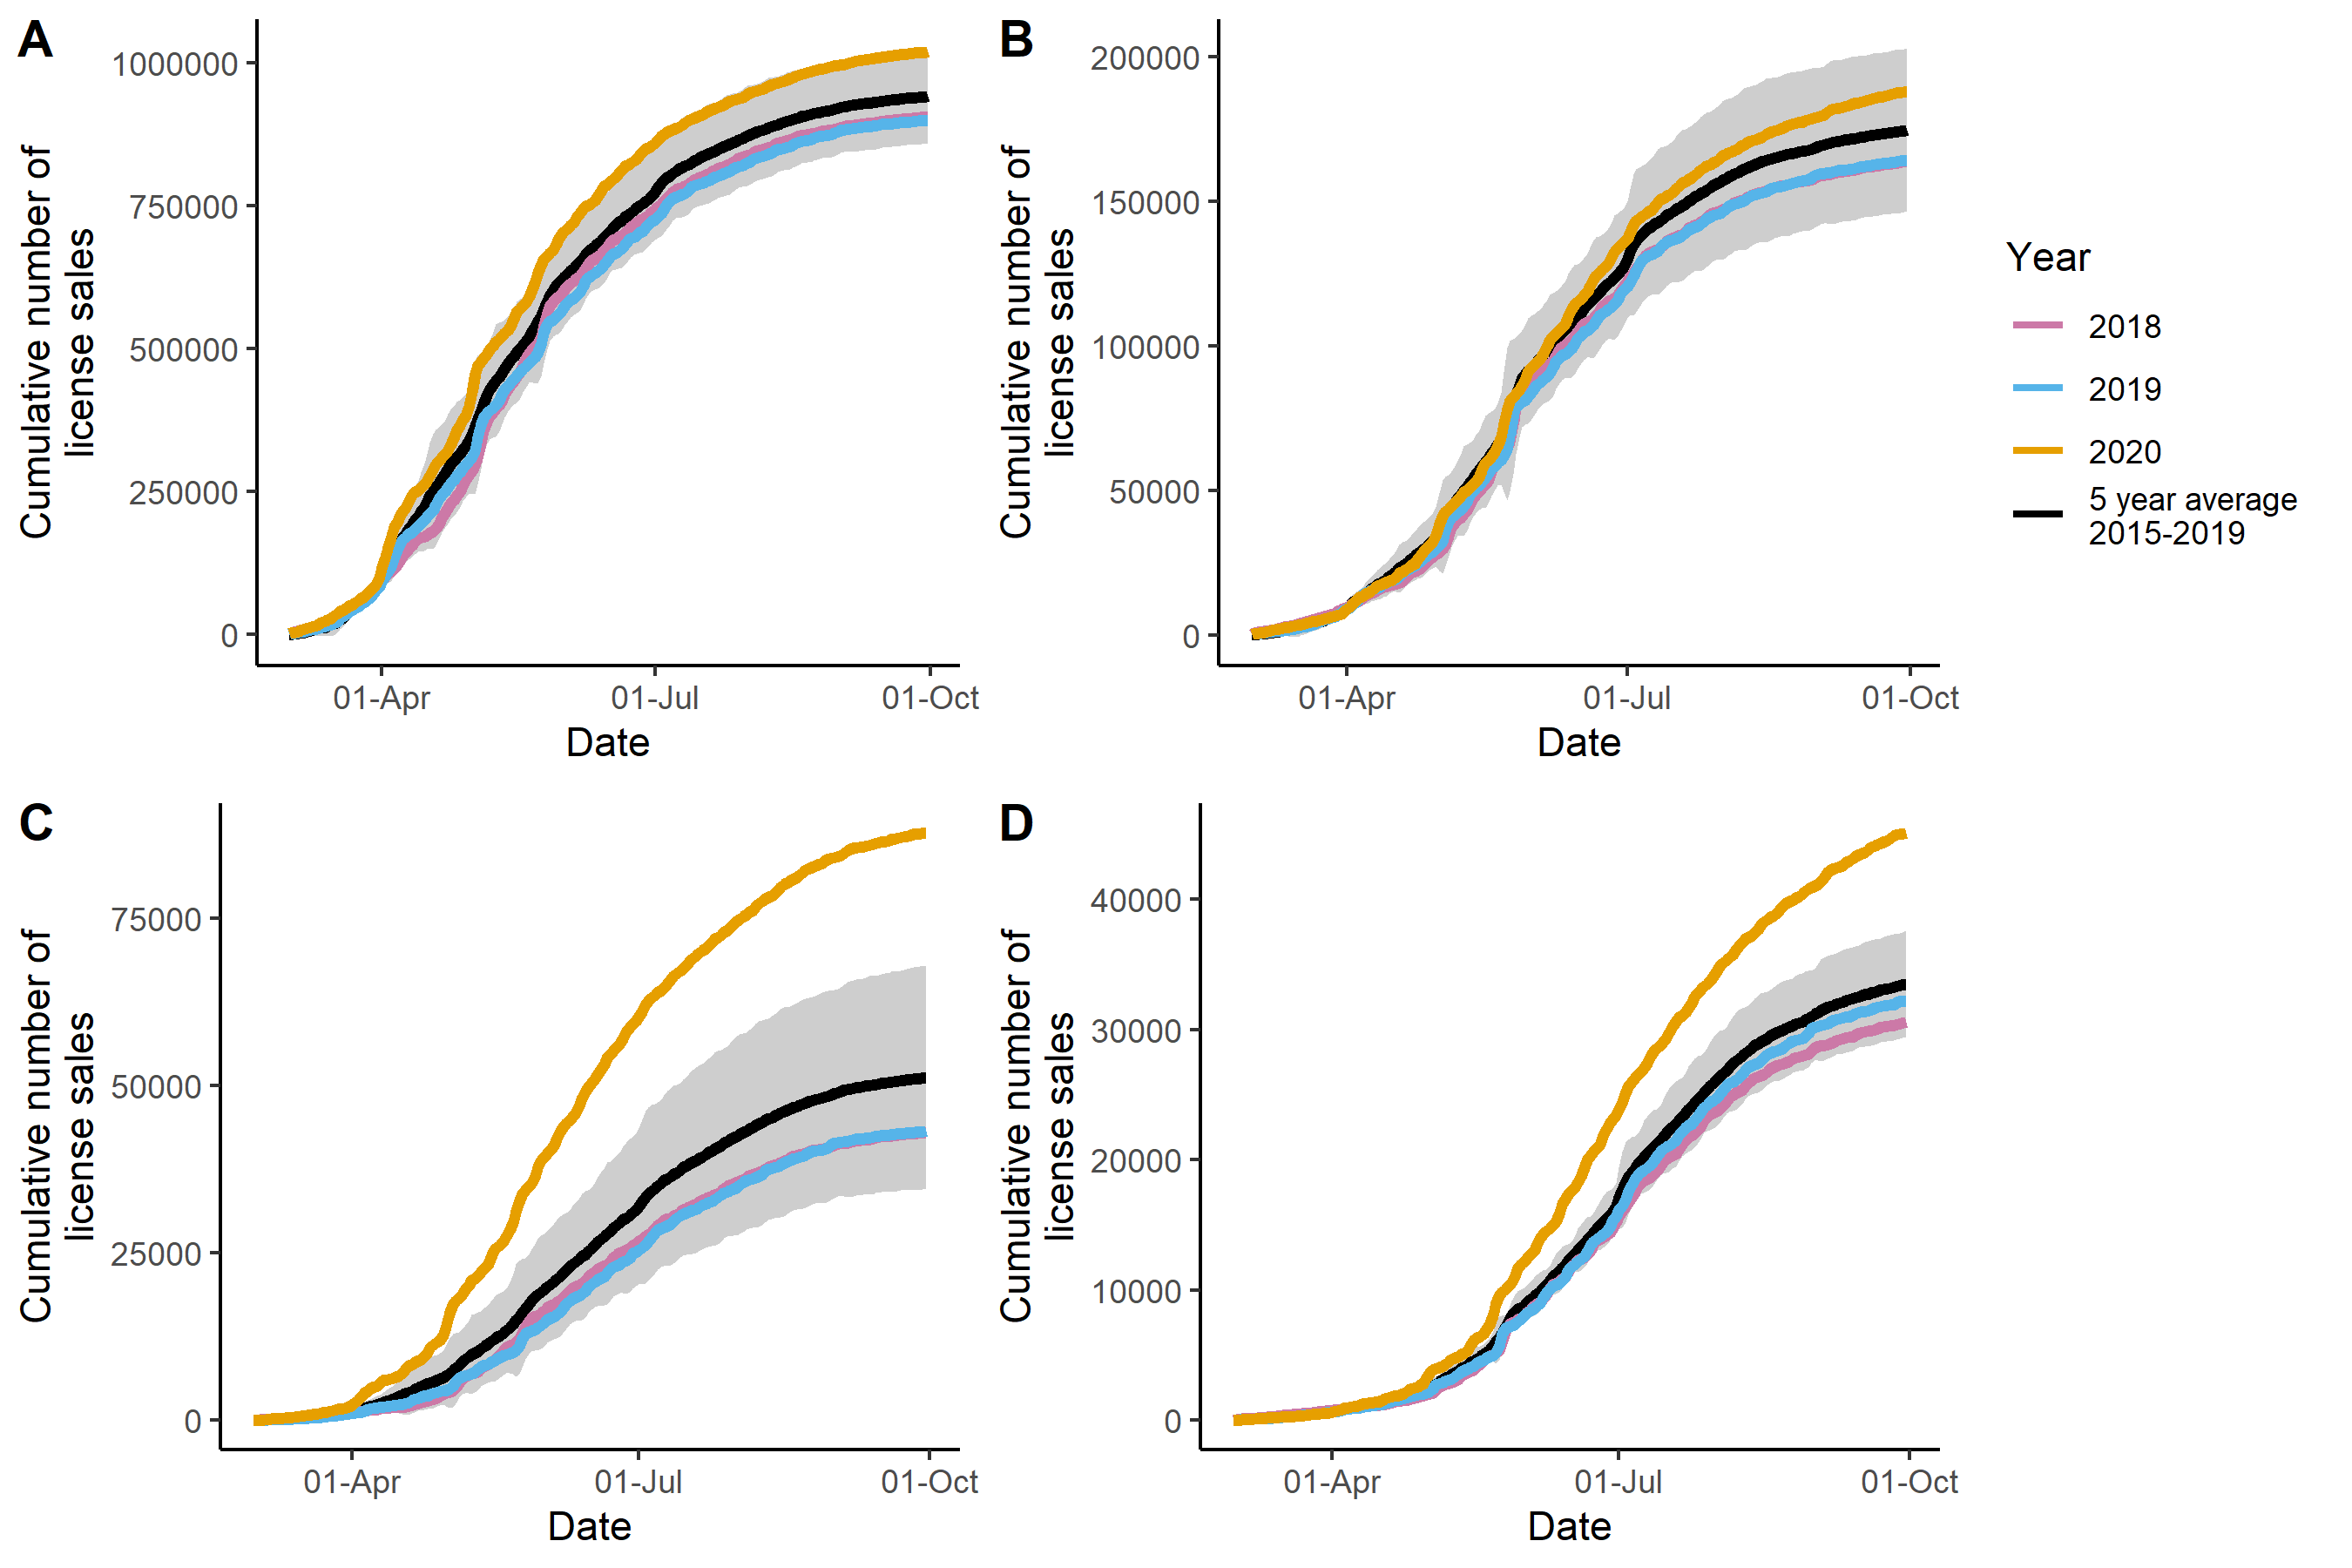 A
Cumulative number of
license sales
1000000
750000
500000
250000
0
01-Apr
01-Jul
01-Oct
Date
B
Cumulative number of
license sales
200000
150000
100000
50000
0
01-Apr
01-Jul
01-Oct
Date
Year
2018
2019
2020
5 year average
2015-2019
C
Cumulative number of
license sales
75000
50000
25000
0
01-Apr
01-Jul
01-Oct
Date
D
Cumulative number of
license sales
40000
30000
20000
10000
0
01-Apr
01-Jul
01-Oct
Date